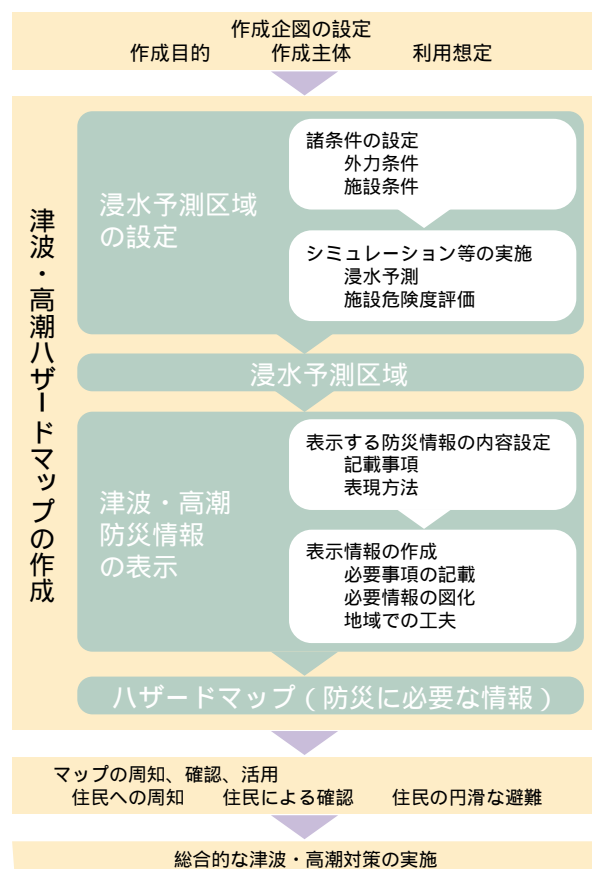 作成企図の設定
作成目的 作成主体 利用想定
津波・高潮ハザードマップの作成
浸水予測区域
の設定
諸条件の設定
外力条件
施設条件
シミュレーション等の実施
浸水予測
施設危険度評価
浸水予測区域
津波・高潮
防災情報
の表示
表示する防災情報の内容設定
記載事項
表現方法
表示情報の作成
必要事項の記載
必要情報の図化
地域での工夫
ハザードマップ(防災に必要な情報)
マップの周知、確認、活用
住民への周知 住民による確認 住民の円滑な避難
総合的な津波・高潮対策の実施